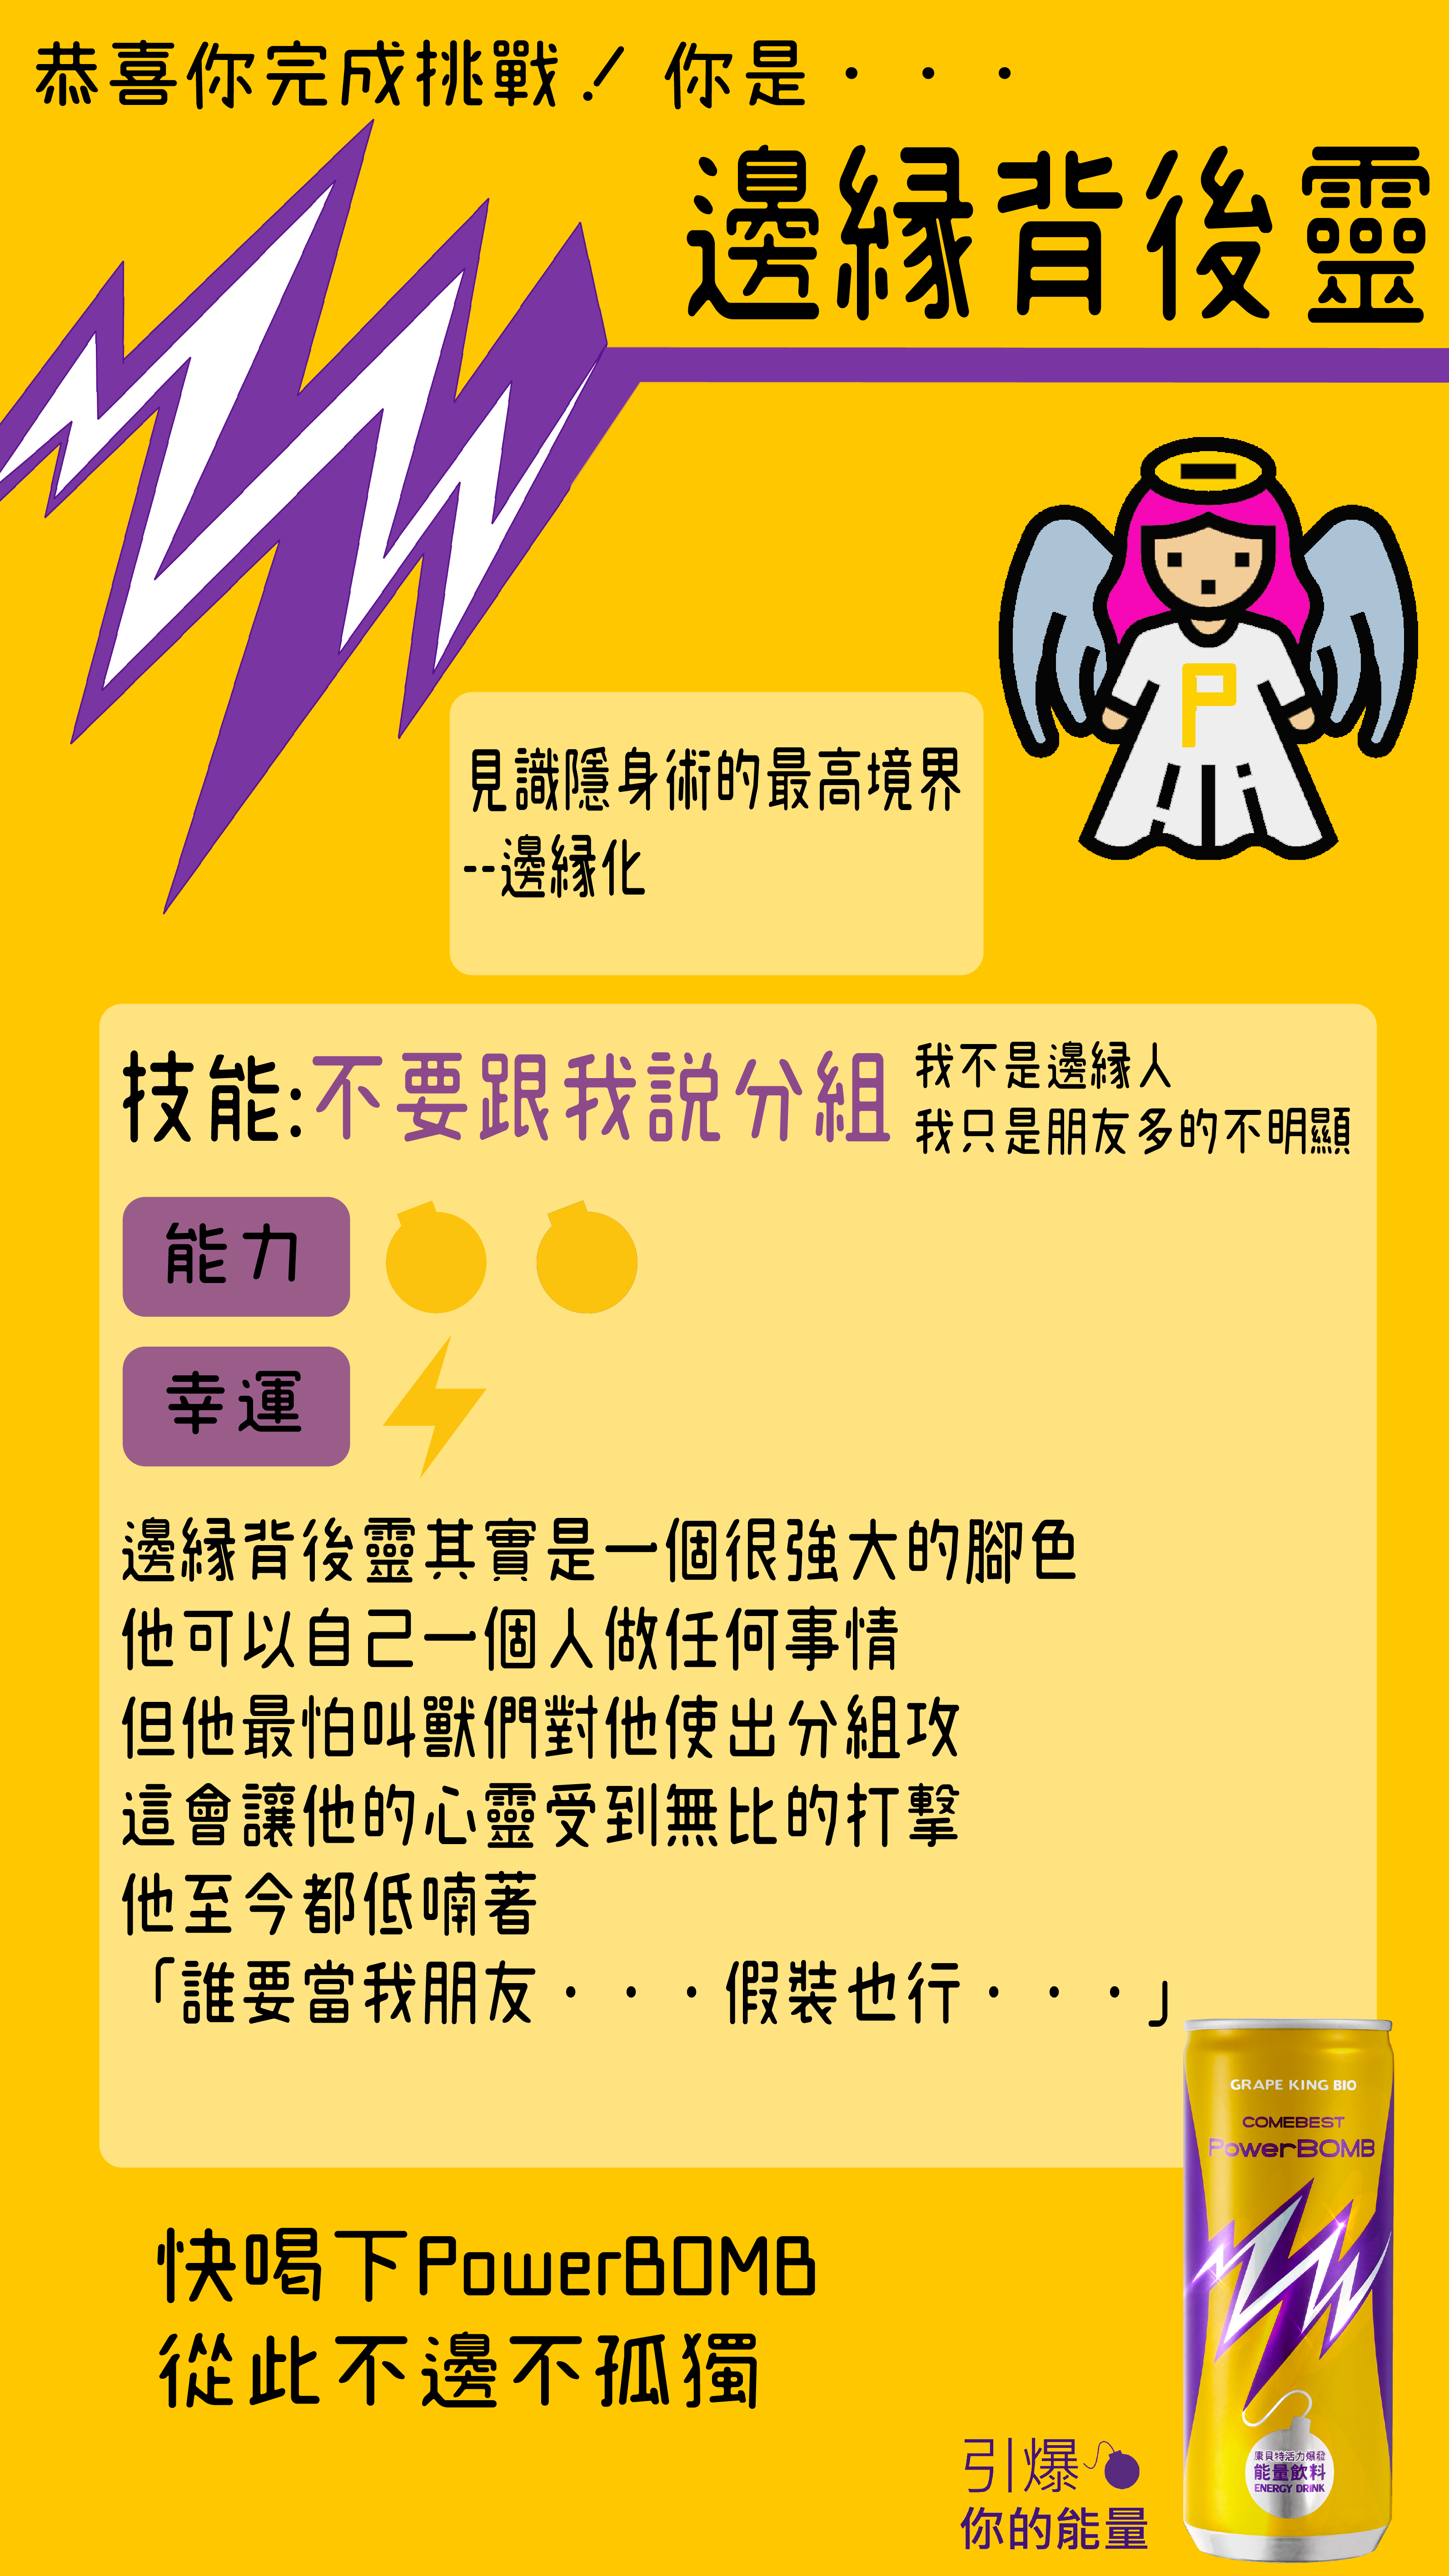 恭喜你完成挑戰！ 你是・・・
邊緣背後靈
見識隱身術的最高境界
--邊緣化
技能:不要跟我說分組
我不是邊緣人
我只是朋友多的不明顯
能力
幸運
邊緣背後靈其實是一個很強大的腳色
他可以自己一個人做任何事情
但他最怕叫獸們對他使出分組攻
這會讓他的心靈受到無比的打擊
他至今都低喃著
「誰要當我朋友・・・假裝也行・・・」
快喝下PowerBOMB
從此不邊不孤獨
引爆
你的能量
P
GRAPE KING BIO
COMEBEST
PowerBOMB
康貝特活力爆發
能量飲料
ENERGY DRINK